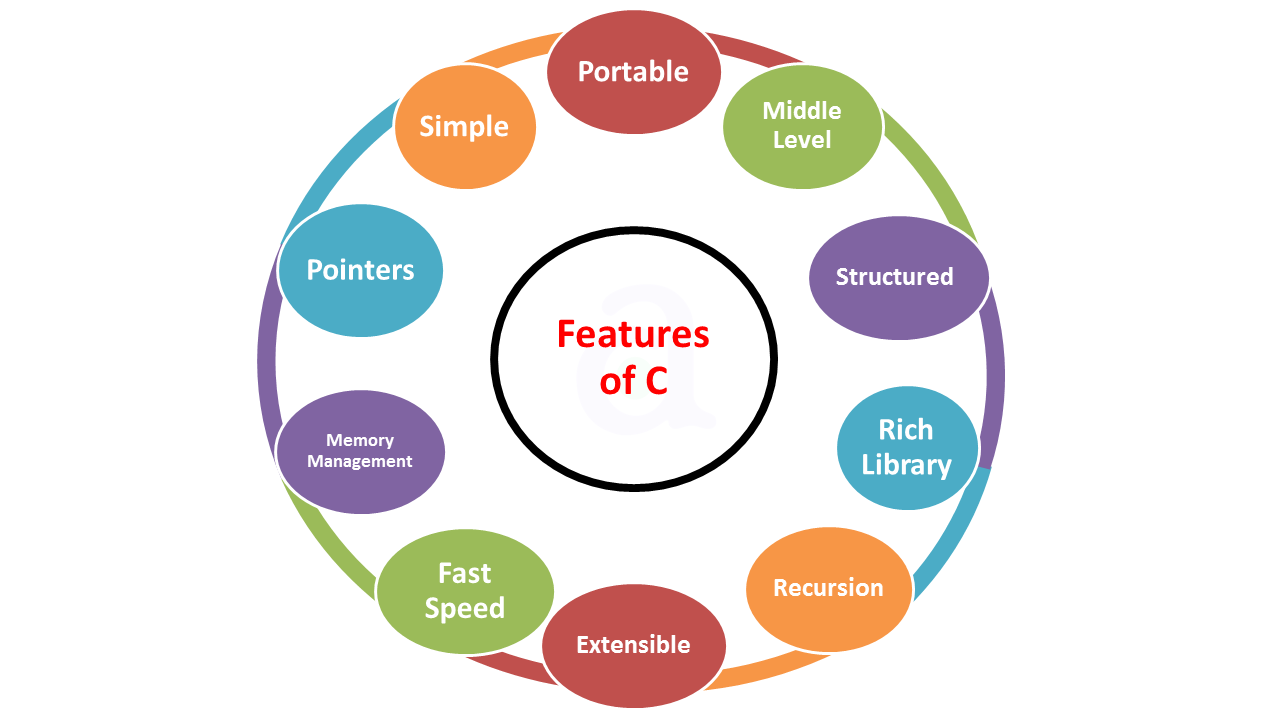 Portable
Middle
Level
Structured
Rich
Library
Recursion
Extensible
Fast
Speed
Memory
Management
Pointers
Simple
Features
of C
a